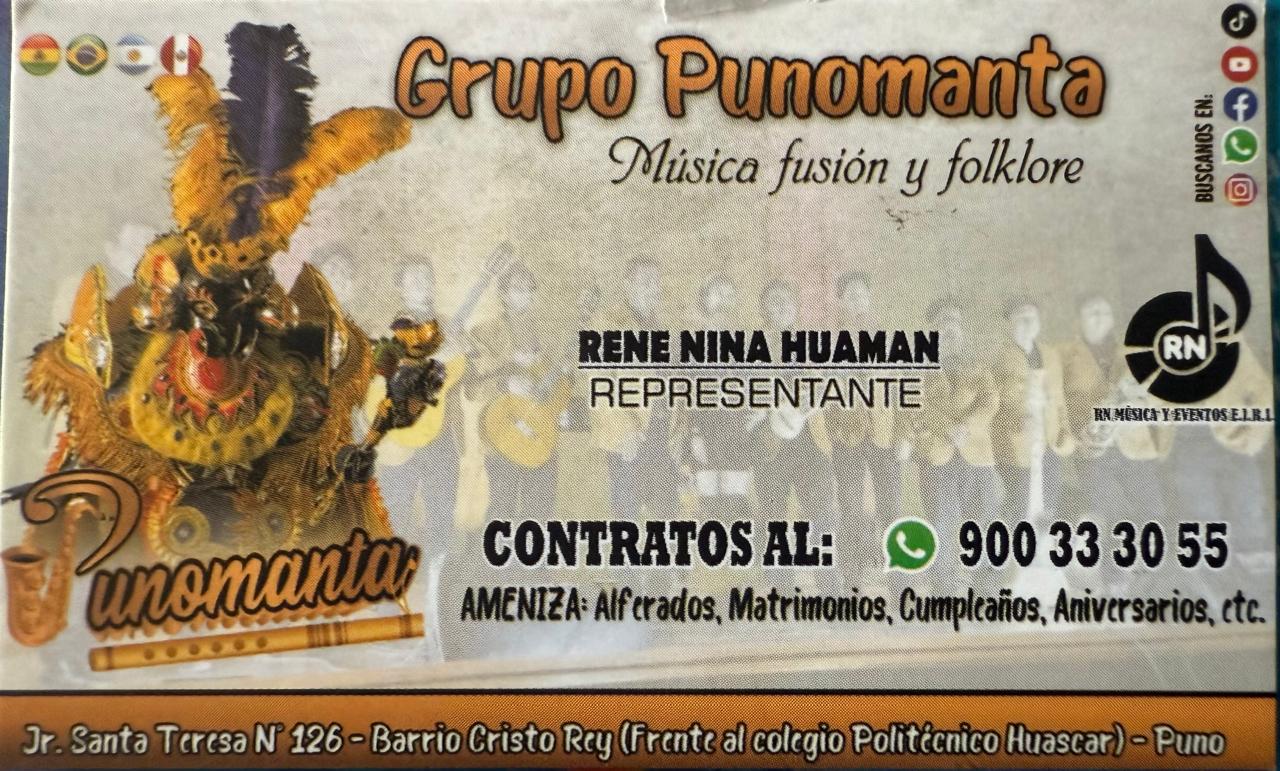 Grupo Punomanta
Música fusión y folklore
BUSCANOS EN:
RN
RN MÚSICA Y EVENTOS E.I.R.L
RENE NINA HUAMAN
REPRESENTANTE
Punomanta
CONTRATOS AL: 900 33 30 55
AMENIZA: Alferados, Matrimonios, Cumpleaños, Aniversarios, etc.
Jr. Santa Teresa N° 126 - Barrio Cristo Rey (Frente al colegio Politécnico Huascar) - Puno